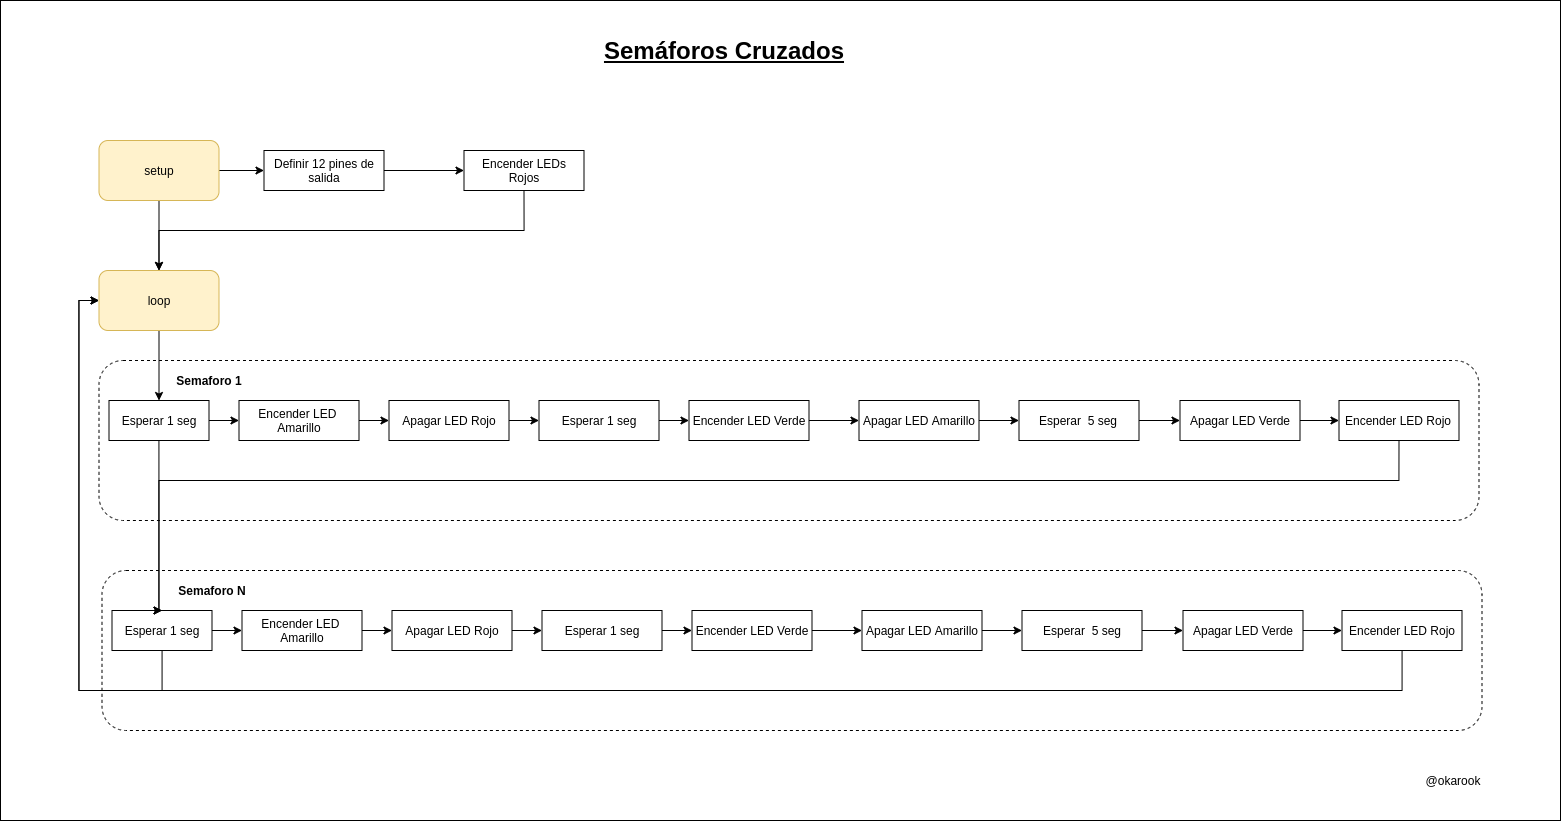 Semáforos Cruzados
setup
Definir 12 pines de
salida
Encender LEDs
Rojos
loop
Semaforo 1
Esperar 1 seg
Encender LED
Amarillo
Apagar LED Rojo
Esperar 1 seg
Encender LED Verde
Apagar LED Amarillo
Esperar  5 seg
Apagar LED Verde
Encender LED Rojo
Semaforo N
Esperar 1 seg
Encender LED
Amarillo
Apagar LED Rojo
Esperar 1 seg
Encender LED Verde
Apagar LED Amarillo
Esperar  5 seg
Apagar LED Verde
Encender LED Rojo
@okarook